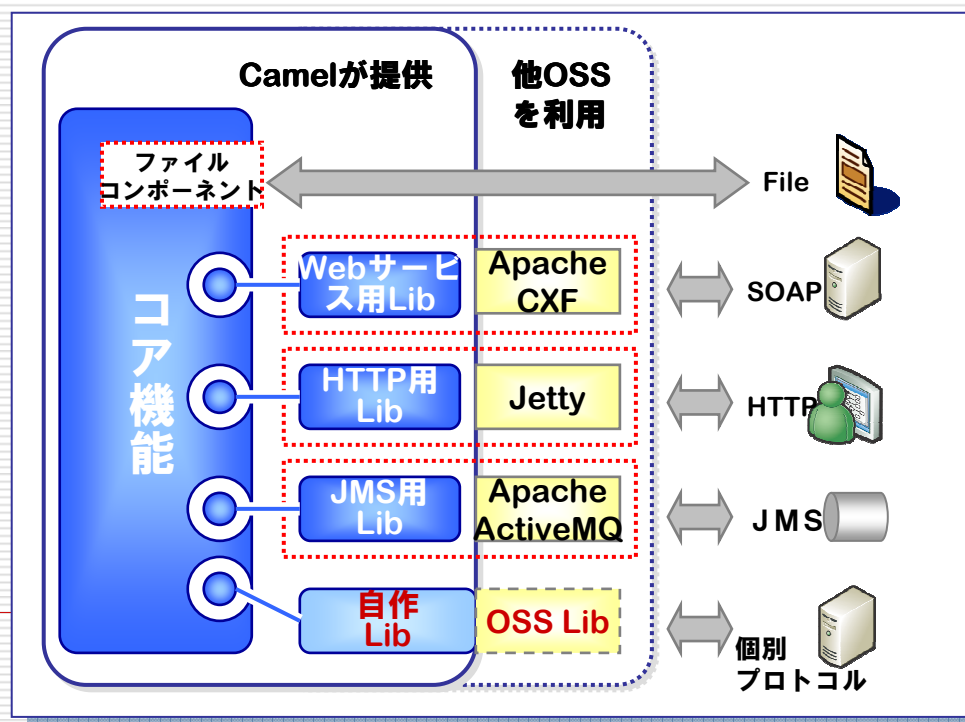 Camelが提供
他OSS
を利用
ファイル
コンポーネント
File
コア機能
Webサービ
ス用Lib
Apache
CXF
SOAP
HTTP用
Lib
Jetty
HTTP
JMS用
Lib
Apache
ActiveMQ
JMS
自作
Lib
OSS Lib
個別
プロトコル